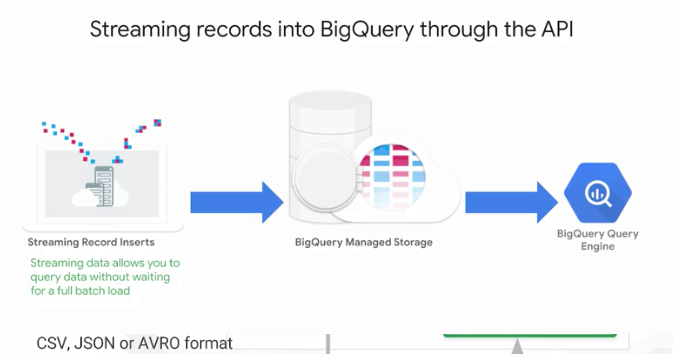 Streaming records into BigQuery through the API
Streaming Record Inserts
Streaming data allows you to
query data without waiting
for a full batch load
BigQuery Managed Storage
BigQuery Query
Engine
CSV, JSON or AVRO format